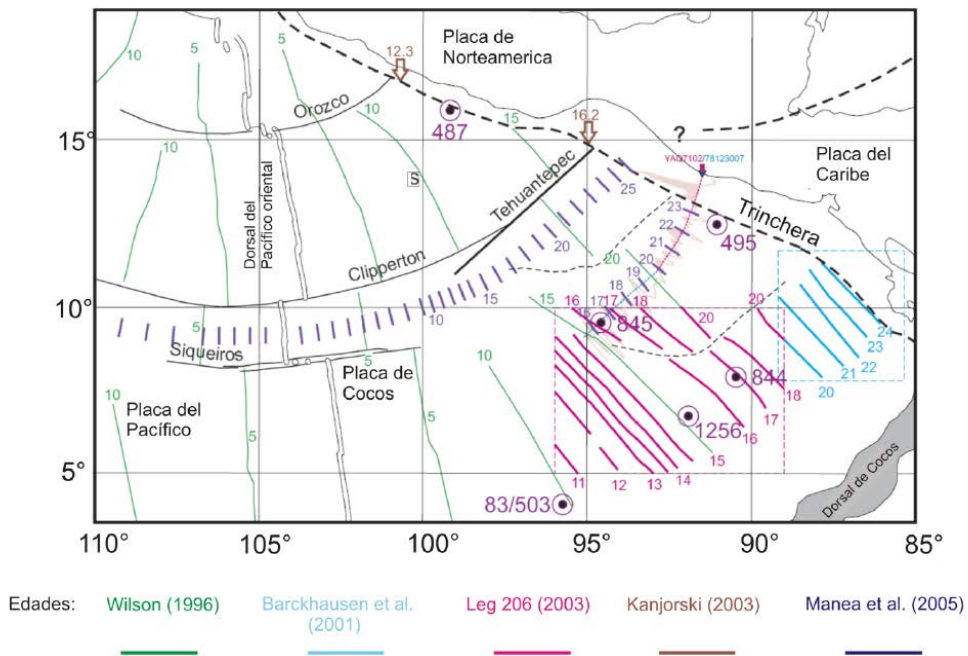 12.3
Placa de
Norteamerica
10
5
5
Orozco
10
15
16.2
487
?
15°
YAQ7102/78123007
Placa del
Caribe
10
S
Tehuantepec
25
Trinchera
Dorsal del
Pacífico oriental
23
22
495
20
21
Clipperton
20
20
19
18
15
15
16
17
18
17
20
20
10°
5
10
16
845
24
Siqueiros
23
22
21
20
10
844
18
Placa de
Cocos
10
17
Placa del
Pacífico
5
5
1256
16
15
5°
11
12
13
14
Dorsal de Cocos
83/503
110°
105°
100°
95°
90°
85°
Edades:
Wilson (1996)
Barckhausen et al.
(2001)
Leg 206 (2003)
Kanjorski (2003)
Manea et al. (2005)